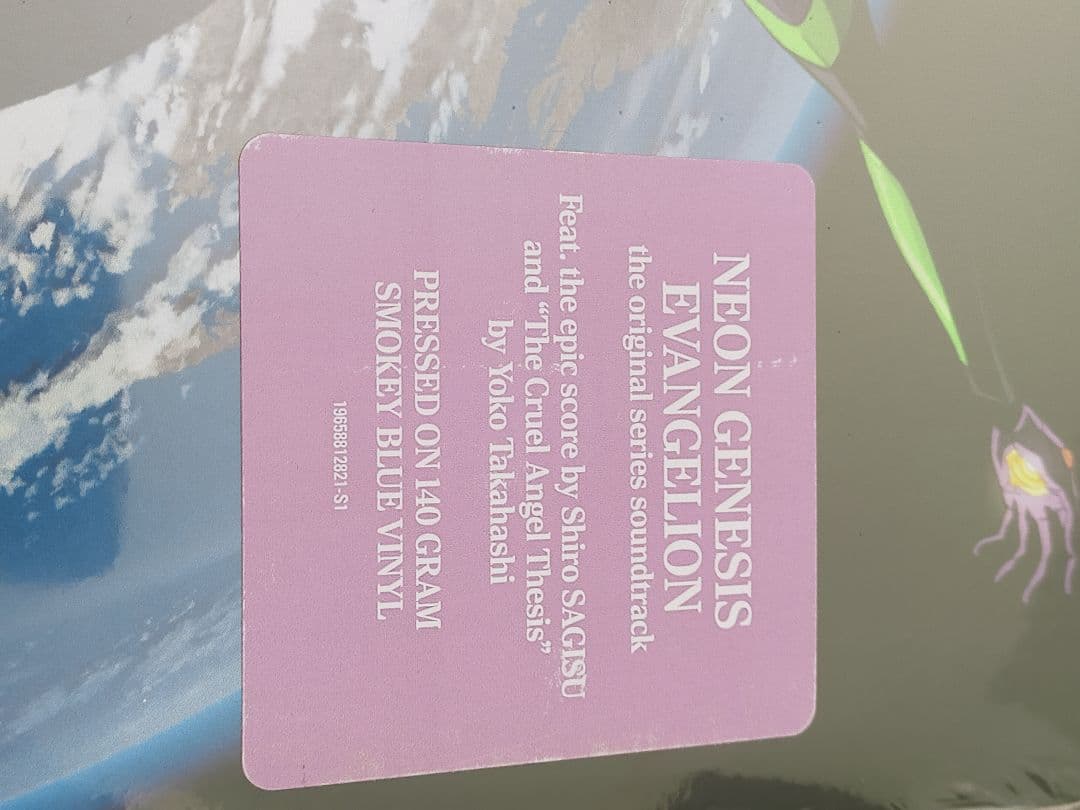 NEON GENESIS
EVANGELION
the original series soundtrack
Feat. the epic score by Shiro SAGISU
and “The Cruel Angel Thesis”
by Yoko Takahashi
PRESSED ON 140 GRAM
SMOKEY BLUE VINYL
19658812821-S1